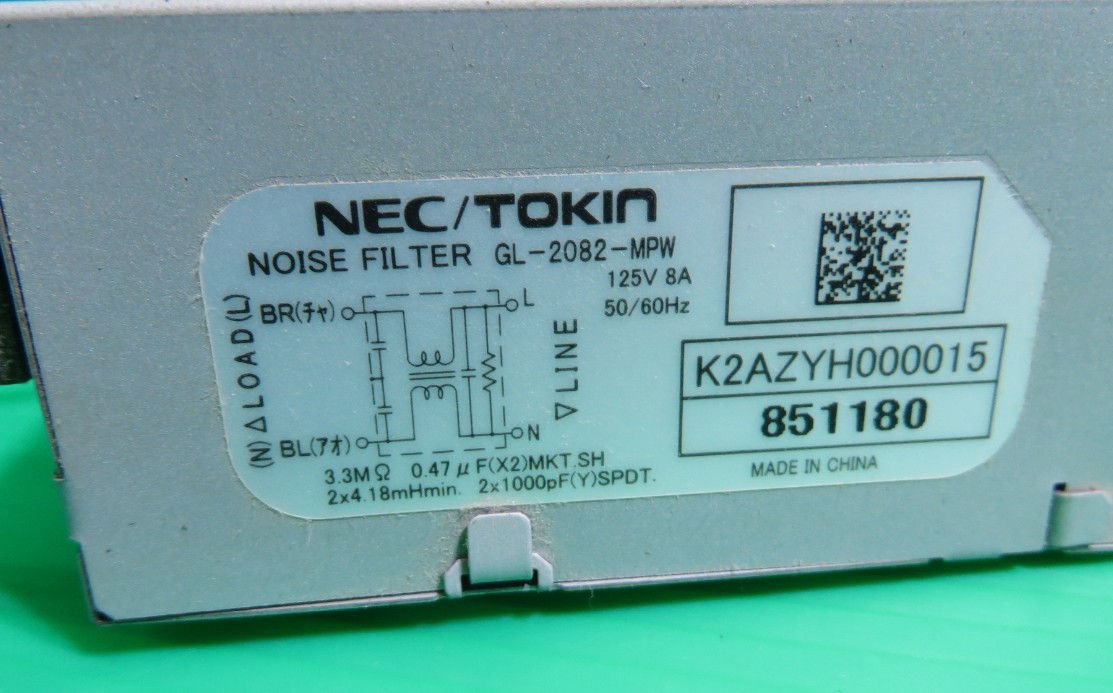 NEC/TOKIN
NOISE FILTER GL-2082-MPW
125V 8A
50/60Hz
(N) △LOAD(L)
BR(チャ)
L
▽LINE
BL(アオ)
N
3.3MΩ 0.47μF(X2)MKT.SH
2x4.18mHmin. 2x1000pF(Y)SPDT.
K2AZYH000015
851180
MADE IN CHINA